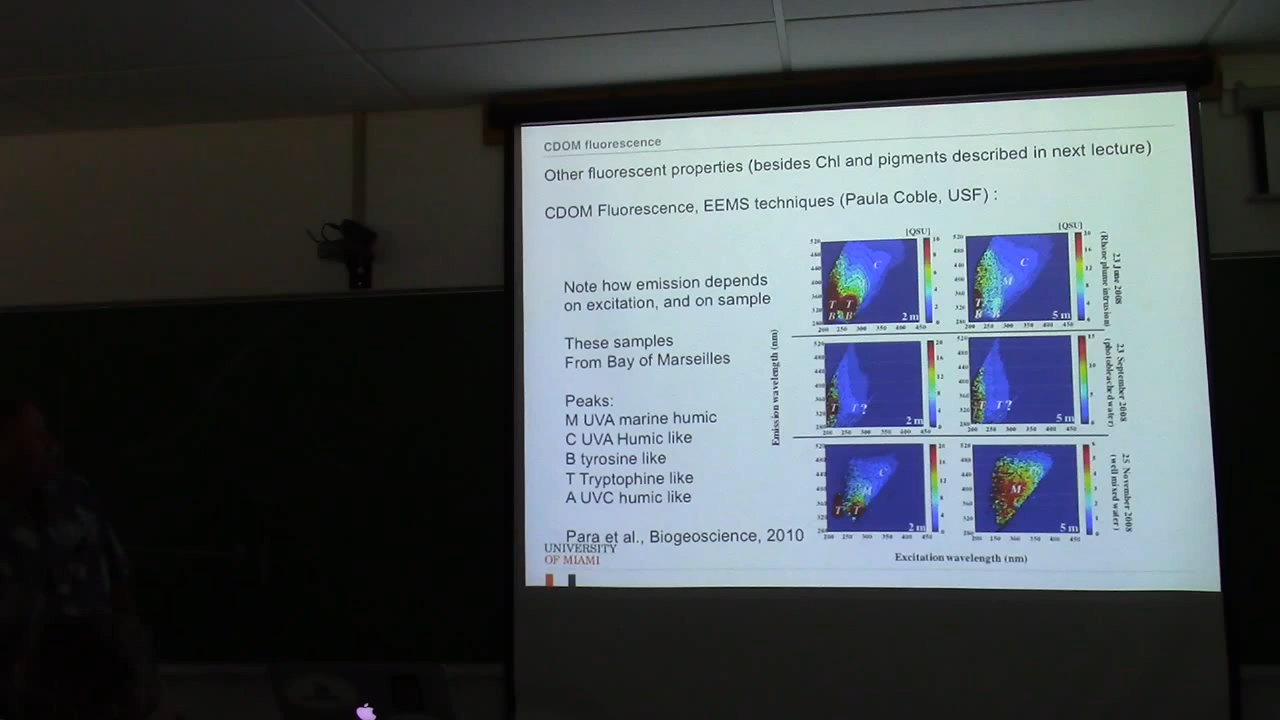 CDOM fluorescence
Other fluorescent properties (besides Chl and pigments described in next lecture)
CDOM Fluorescence, EEMS techniques (Paula Coble, USF) :
Note how emission depends
on excitation, and on sample
These samples
From Bay of Marseilles
Peaks:
M UVA marine humic
C UVA Humic like
B tyrosine like
T Tryptophine like
A UVC humic like
Para et al., Biogeoscience, 2010
UNIVERSITY
OF MIAMI
[QSU]
[QSU]
C
T T
B B
2 m
C
M
5 m
23 June 2008
(Rhone plume intrusion)
T T?
2 m
T T?
5 m
23 September 2008
(photobleached water)
C
T T
2 m
M
5 m
25 November 2008
(well mixed water)
Emission wavelength (nm)
Excitation wavelength (nm)